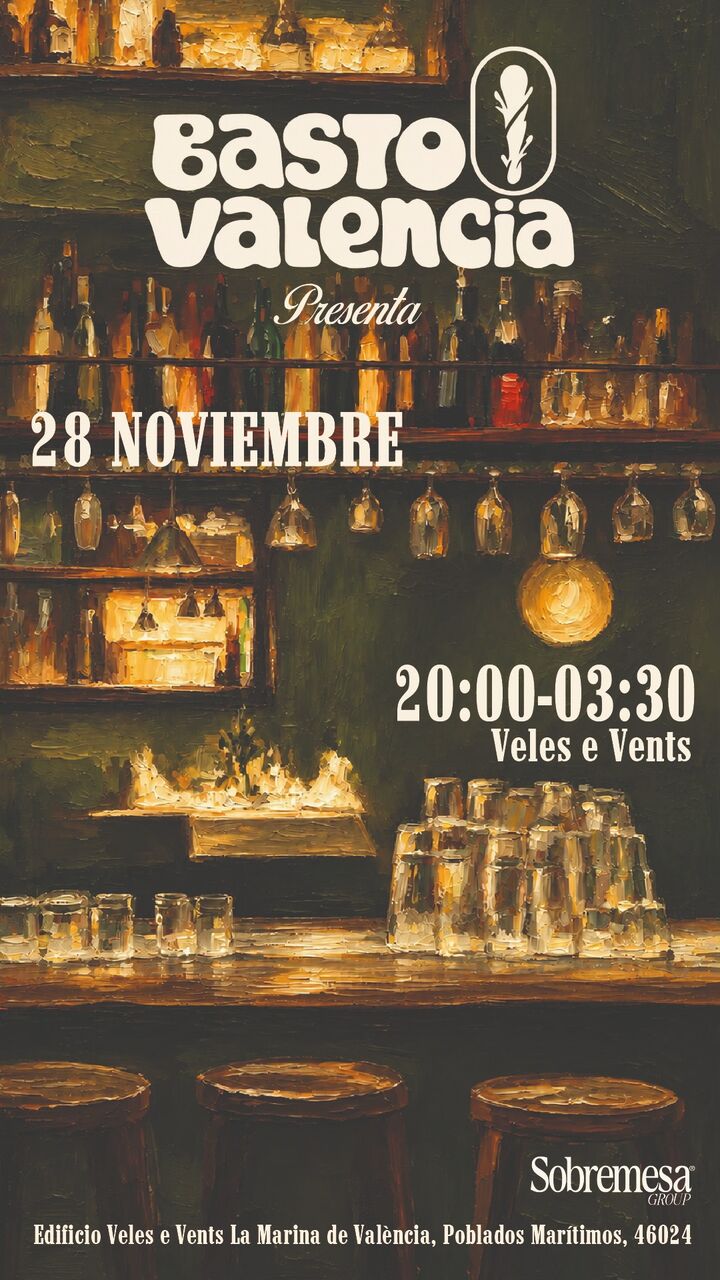 BASTO
Valencia
Presenta
28 NOVIEMBRE
20:00-03:30
Veles e Vents
Sobremesa®
GROUP
Edificio Veles e Vents La Marina de València, Poblados Marítimos, 46024